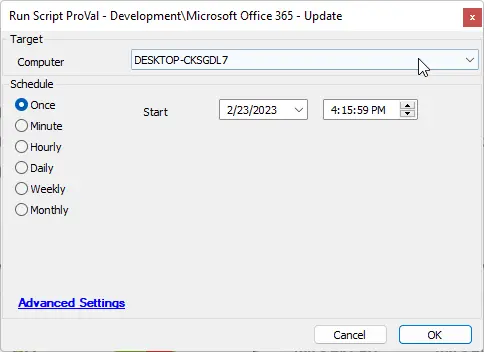 Run Script ProVal - Development\Microsoft Office 365 - Update
x
Target
Computer DESKTOP-CKSGDL7
Schedule
Once Start 2/23/2023 4:15:59 PM
Minute
Hourly
Daily
Weekly
Monthly
Advanced Settings
Cancel OK